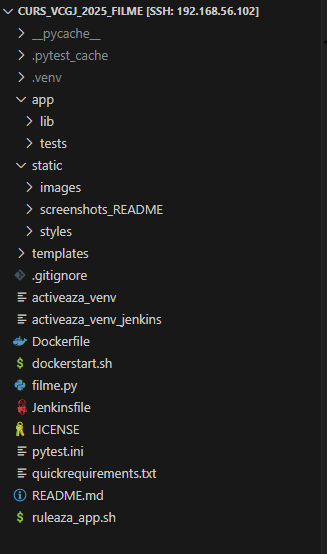 CURS_VCGJ_2025_FILME [SSH: 192.168.56.102]
__pycache__
.pytest_cache
.venv
app
lib
tests
static
images
screenshots_README
styles
templates
.gitignore
activeaza_venv
activeaza_venv_jenkins
Dockerfile
dockerstart.sh
filme.py
Jenkinsfile
LICENSE
pytest.ini
quickrequirements.txt
README.md
ruleaza_app.sh